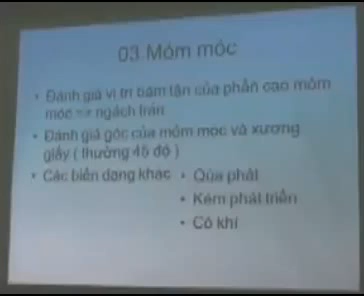 03 Mỏm móc
• Đánh giá vị trí bám tận của phần cao mỏm
móc => ngách trán
• Đánh giá góc của mỏm móc và xương
giấy ( thường 45 độ )
• Các biến dạng khác • Qúa phát
• Kém phát triển
• Có khí